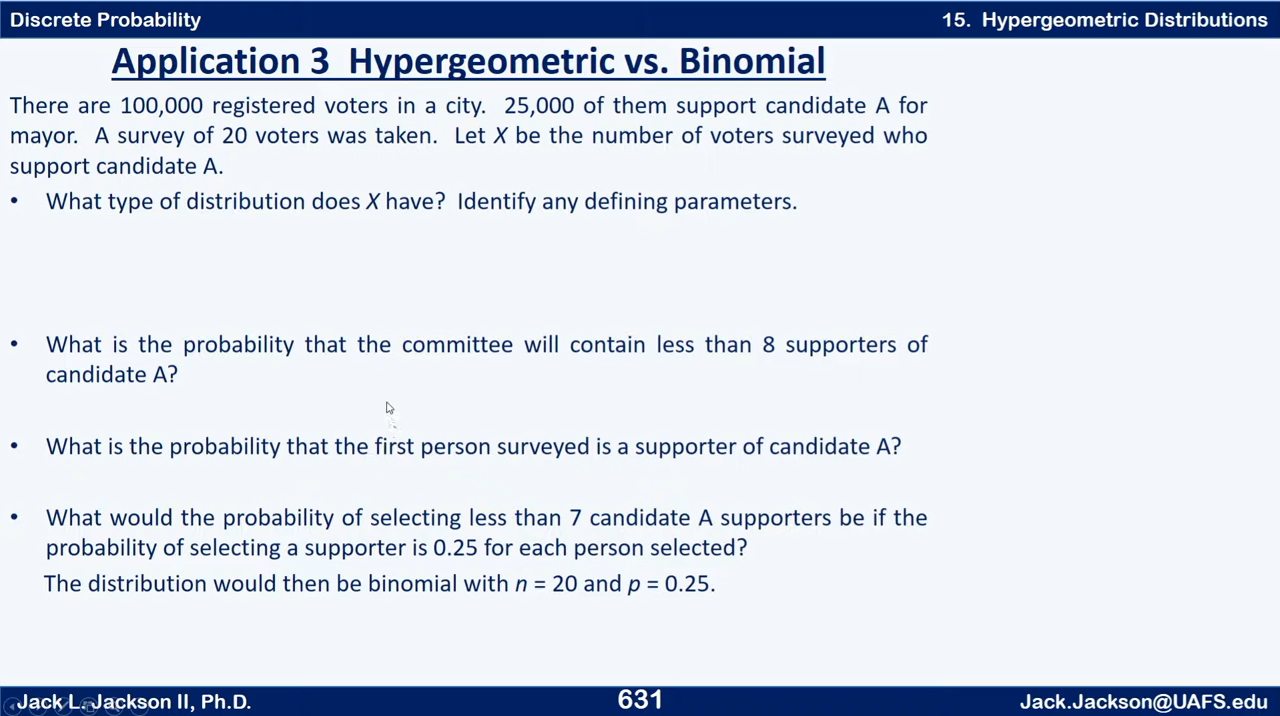 Discrete Probability
15. Hypergeometric Distributions
Application 3 Hypergeometric vs. Binomial
There are 100,000 registered voters in a city. 25,000 of them support candidate A for
mayor. A survey of 20 voters was taken. Let X be the number of voters surveyed who
support candidate A.
• What type of distribution does X have? Identify any defining parameters.
• What is the probability that the committee will contain less than 8 supporters of
candidate A?
• What is the probability that the first person surveyed is a supporter of candidate A?
• What would the probability of selecting less than 7 candidate A supporters be if the
probability of selecting a supporter is 0.25 for each person selected?
The distribution would then be binomial with n = 20 and p = 0.25.
Jack L. Jackson II, Ph.D.
631
Jack.Jackson@UAFS.edu